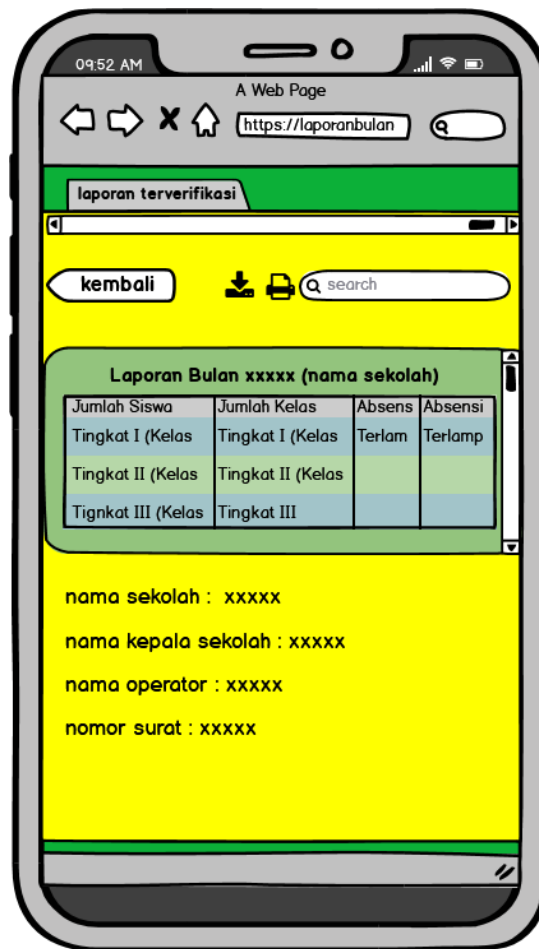 09:52 AM
A Web Page
https://laporanbulan
laporan terverifikasi
kembali
search
Laporan Bulan xxxxx (nama sekolah)
Jumlah Siswa Jumlah Kelas Absens Absensi
Tingkat I (Kelas Tingkat I (Kelas Terlam Terlamp
Tingkat II (Kelas Tingkat II (Kelas
Tignkat III (Kelas Tingkat III
nama sekolah : xxxxx
nama kepala sekolah : xxxxx
nama operator : xxxxx
nomor surat : xxxxx